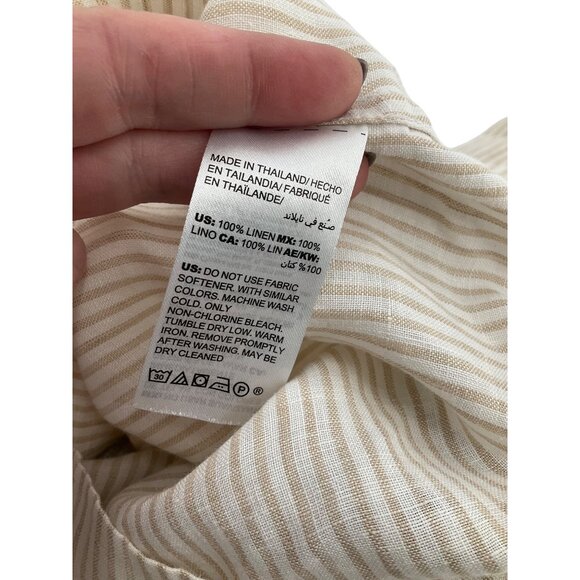 MADE IN THAILAND/ HECHO
EN TAILANDIA/ FABRIQUÉ
EN THAÏLANDE/
صنع في تايلاند
US: 100% LINEN MX: 100%
LINO CA: 100% LIN AE/KW:
100% كتان
US: DO NOT USE FABRIC
SOFTENER. WITH SIMILAR
COLORS. MACHINE WASH
COLD. ONLY
NON-CHLORINE BLEACH.
TUMBLE DRY LOW. WARM
IRON. REMOVE PROMPTLY
AFTER WASHING. MAY BE
DRY CLEANED
30 P ®